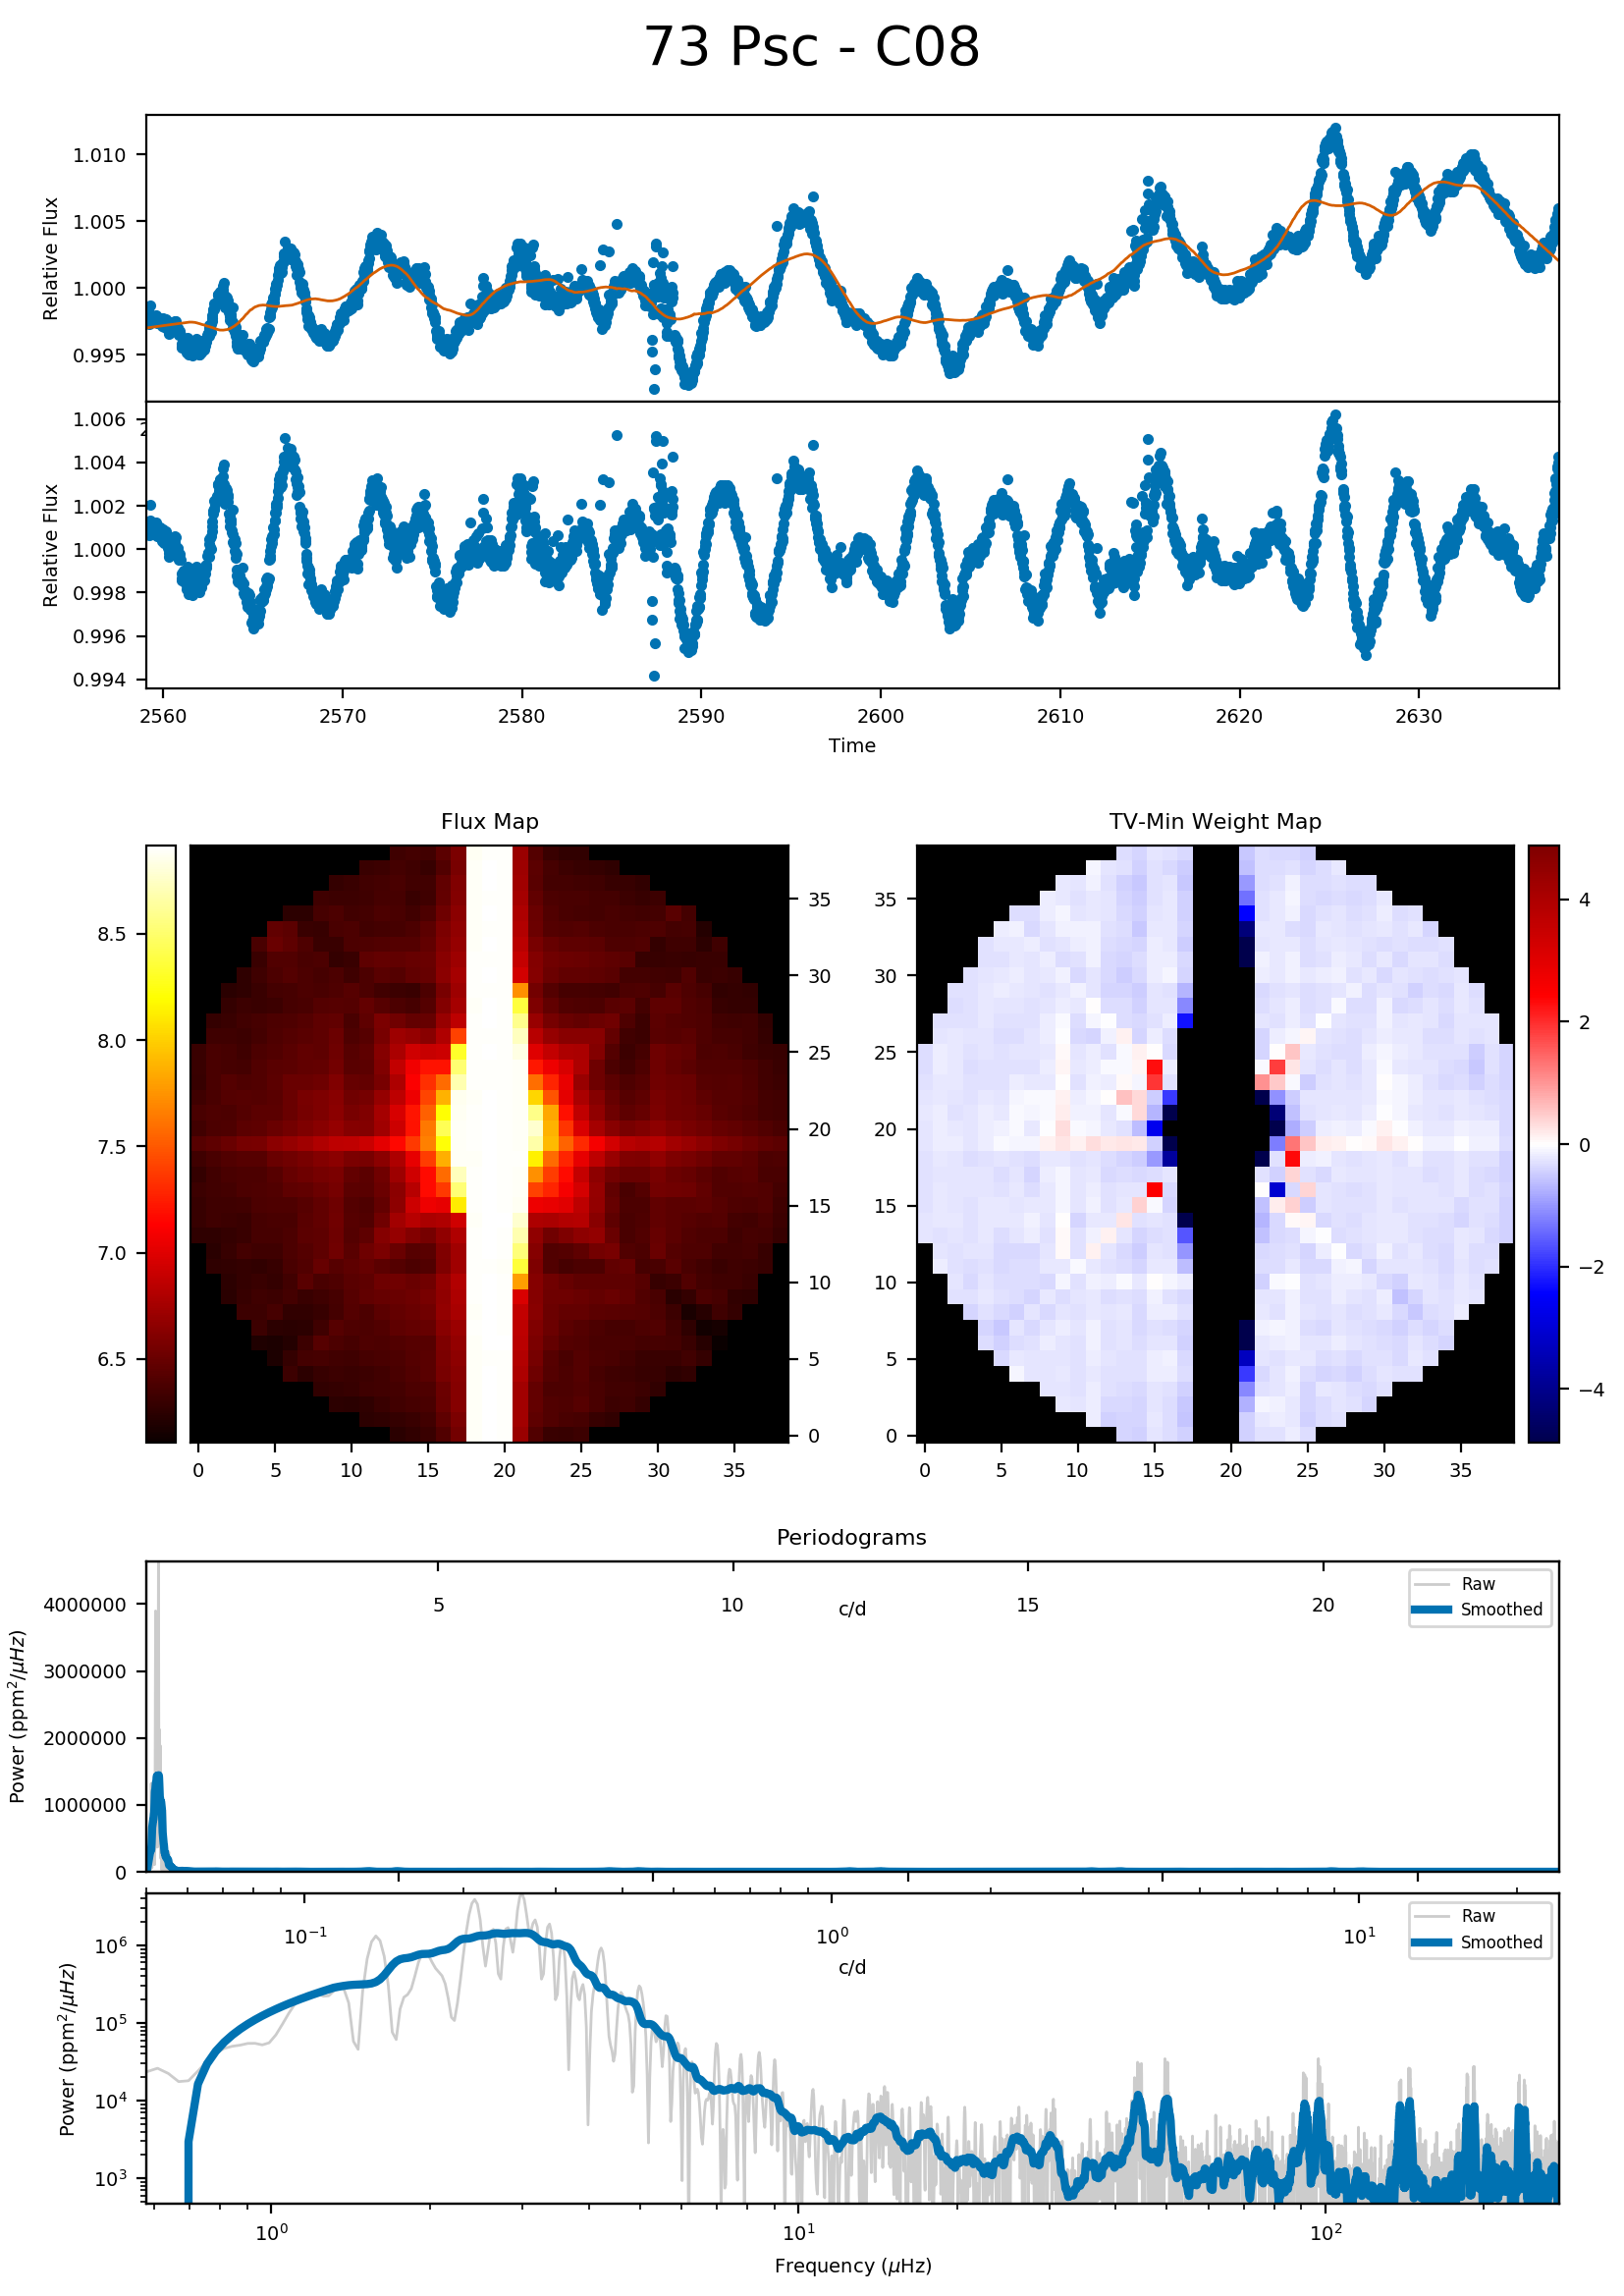 73 Psc - C08
1.010
1.005
1.000
0.995
Relative Flux
1.006
1.004
1.002
1.000
0.998
0.996
0.994
Relative Flux
2560 2570 2580 2590 2600 2610 2620 2630
Time
Flux Map
TV-Min Weight Map
8.5
8.0
7.5
7.0
6.5
35
30
25
20
15
10
5
0
0 5 10 15 20 25 30 35
35
30
25
20
15
10
5
0
0 5 10 15 20 25 30 35
4
2
0
−2
−4
Periodograms
Power (ppm²/μHz)
4000000
3000000
2000000
1000000
0
5 10 15 20
c/d
Raw
Smoothed
Power (ppm²/μHz)
10⁶
10⁵
10⁴
10³
10⁻¹ 10⁰ 10¹
c/d
Raw
Smoothed
10⁰ 10¹ 10²
Frequency (μHz)